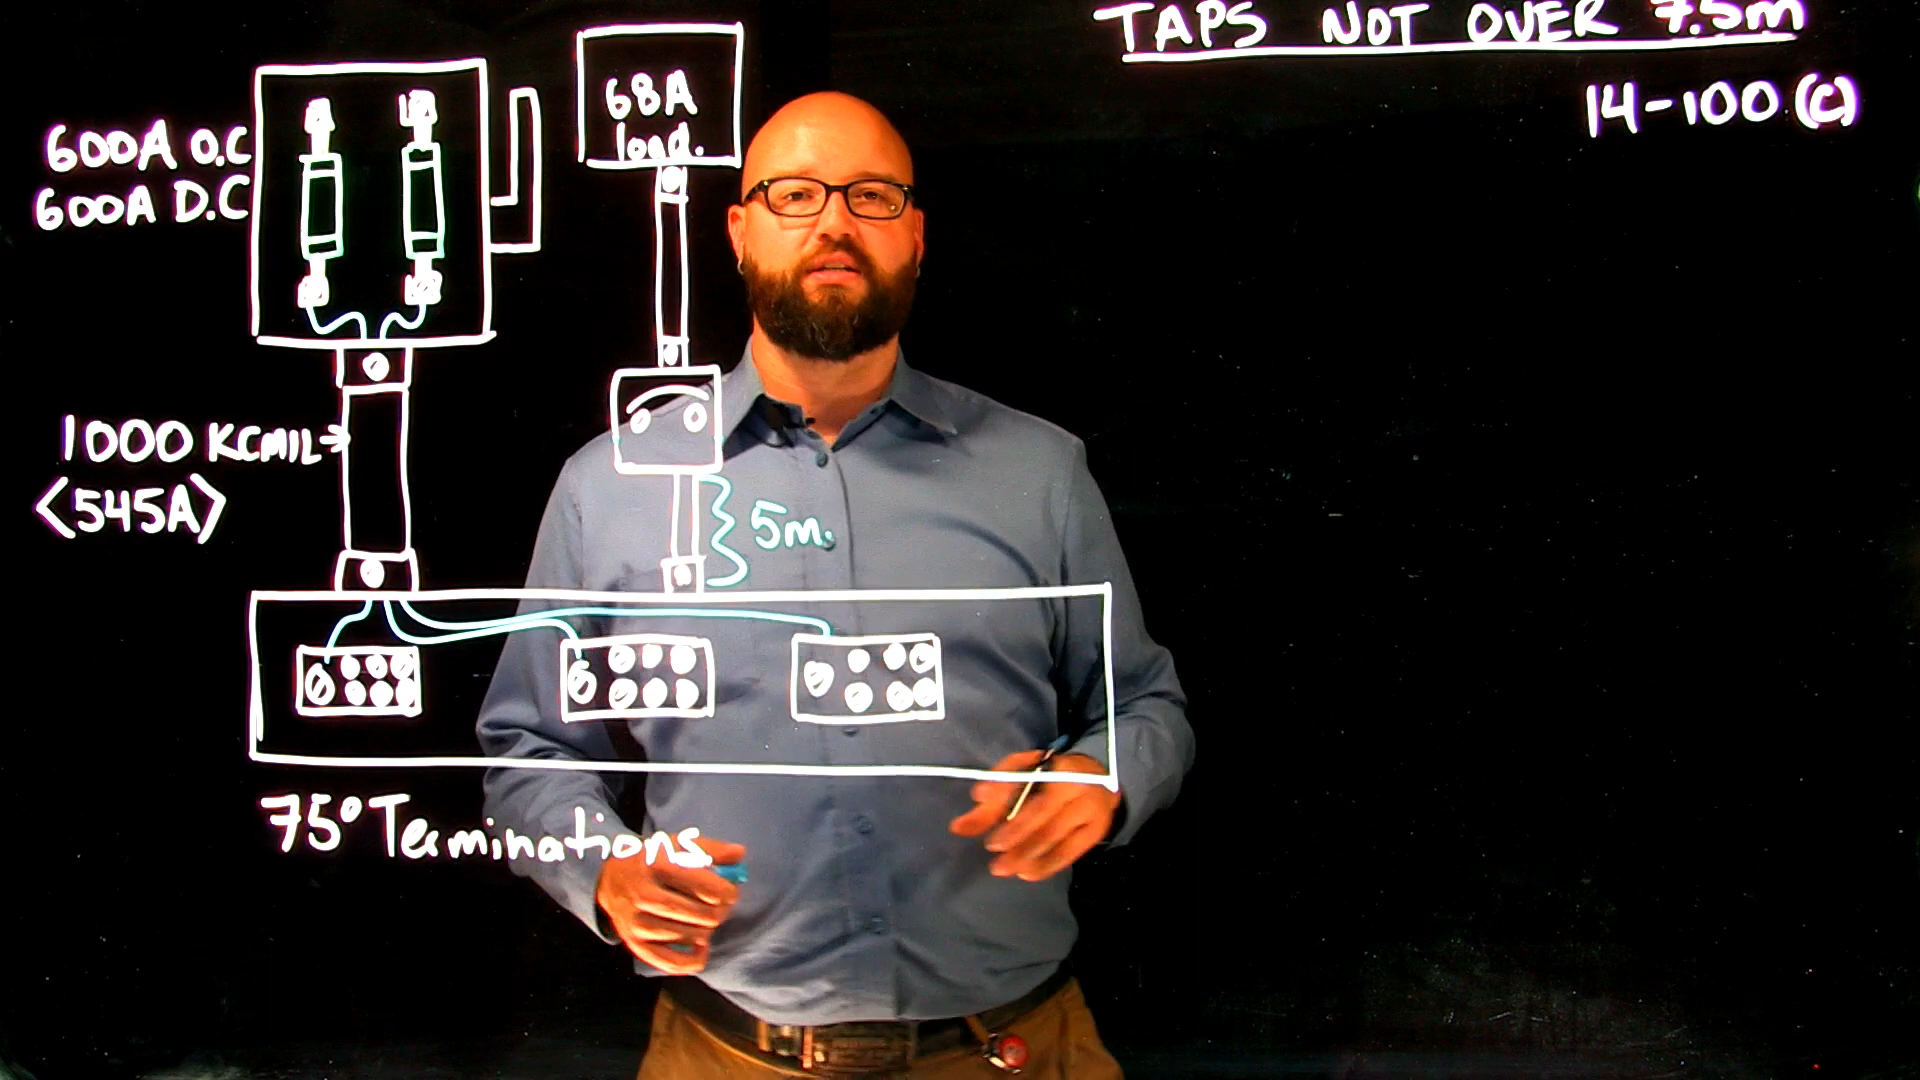 TAPS NOT OVER 7.5m
14-100 (C)
68A
load.
600A O.C
600A D.C
1000 KCMIL→
<545A>
5m.
75° Terminations.